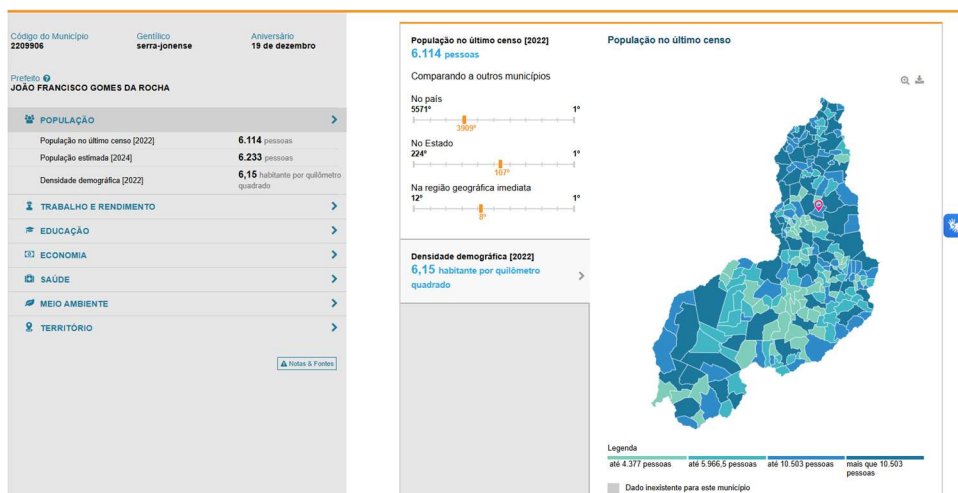 Código do Município
2209906
Gentílico
serra-jonense
Aniversário
19 de dezembro
Prefeito
JOÃO FRANCISCO GOMES DA ROCHA
POPULAÇÃO
População no último censo [2022] 6.114 pessoas
População estimada [2024] 6.233 pessoas
Densidade demográfica [2022] 6,15 habitante por quilômetro
quadrado
TRABALHO E RENDIMENTO
EDUCAÇÃO
ECONOMIA
SAÚDE
MEIO AMBIENTE
TERRITÓRIO
Notas & Fontes
População no último censo [2022]
6.114 pessoas
Comparando a outros municípios
No país
5571º 1º
3989º
No Estado
224º 1º
107º
Na região geográfica imediata
12º 1º
8º
Densidade demográfica [2022]
6,15 habitante por quilômetro
quadrado
População no último censo
Legenda
até 4.377 pessoas até 5.966,5 pessoas até 10.503 pessoas mais que 10.503
pessoas
Dado inexistente para este município